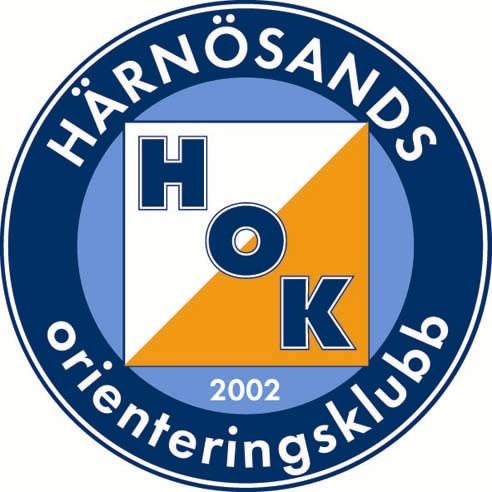 HÄRNÖSANDS
H
O
K
2002
orienteringsklubb